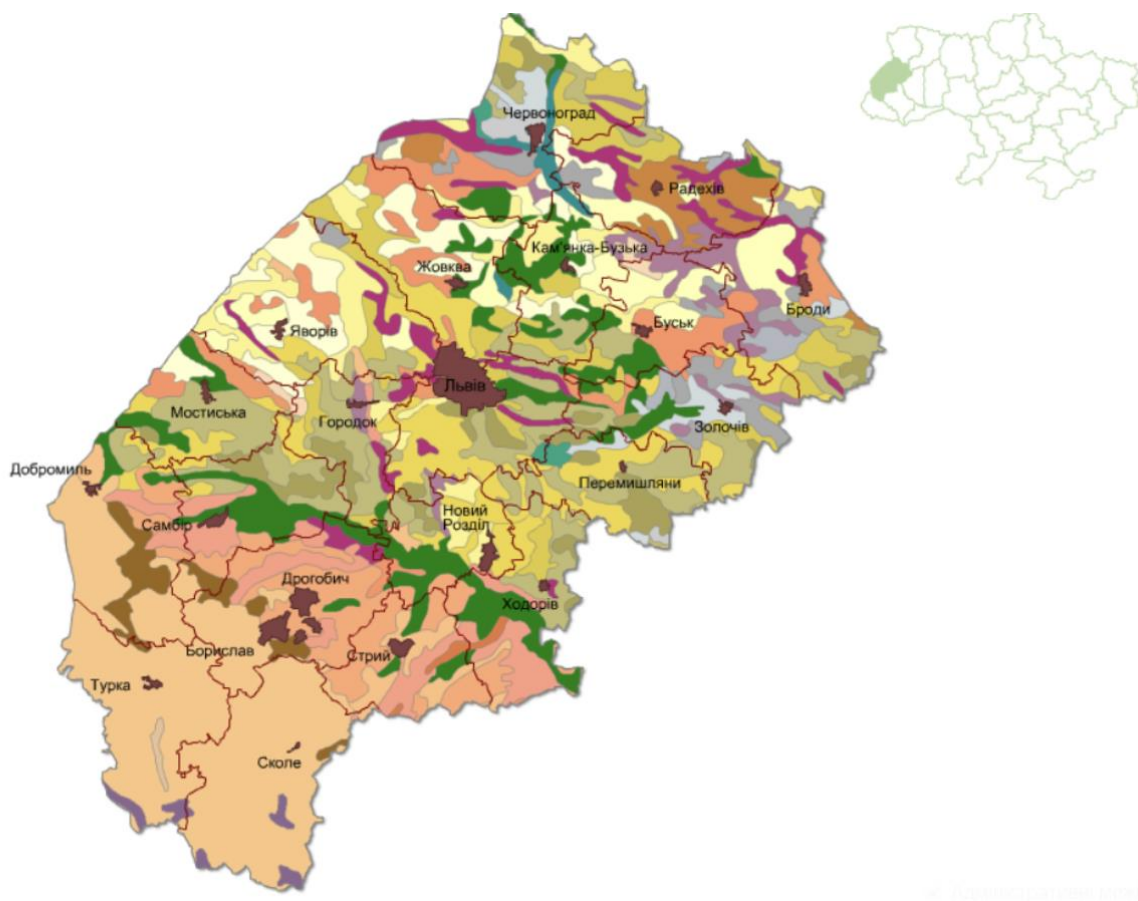 Червоноград
Радехів
Кам'янка-Бузька
Жовква
Броди
Буськ
Яворів
Львів
Мостиська
Городок
Золочів
Добромиль
Перемишляни
Новий
Розділ
Самбір
Дрогобич
Ходорів
Борислав
Стрий
Турка
Сколе